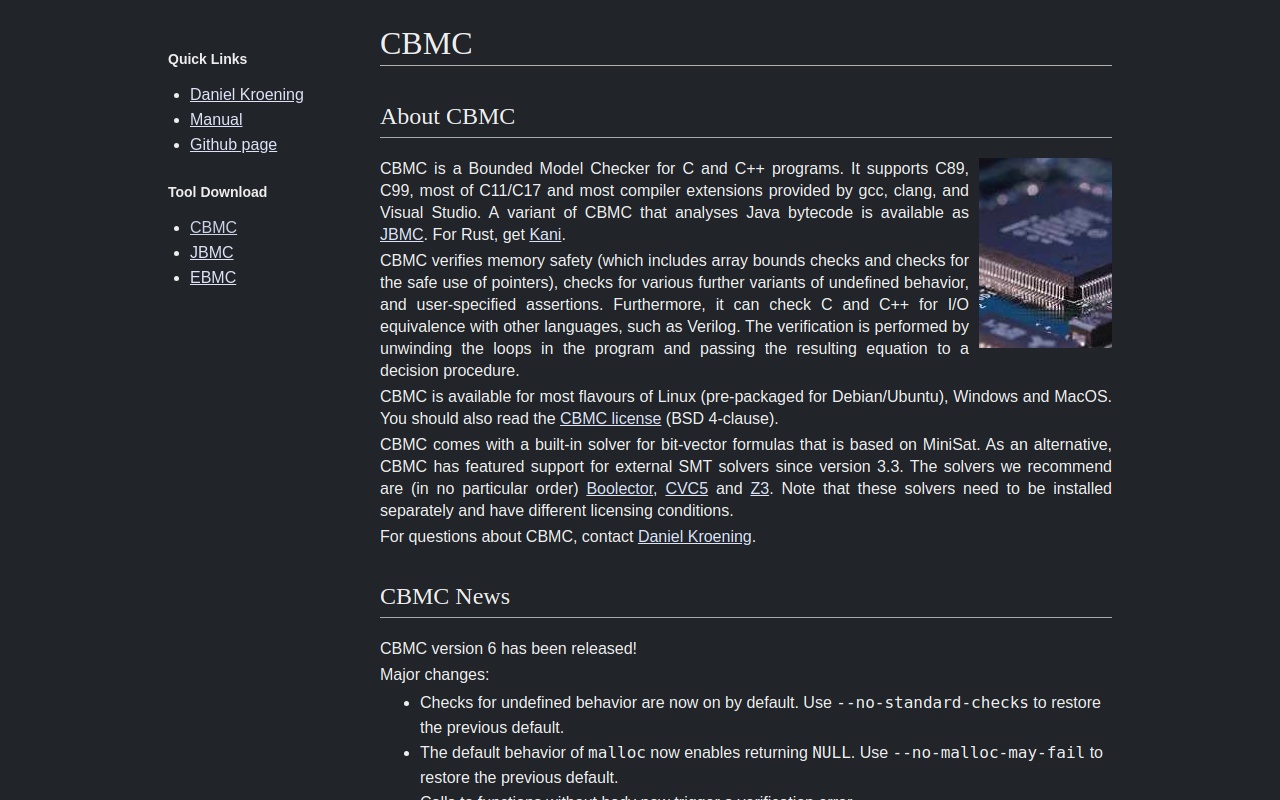 Quick Links
Daniel Kroening
Manual
Github page
Tool Download
CBMC
JBMC
EBMC
CBMC
About CBMC
CBMC is a Bounded Model Checker for C and C++ programs. It supports C89,
C99, most of C11/C17 and most compiler extensions provided by gcc, clang, and
Visual Studio. A variant of CBMC that analyses Java bytecode is available as
JBMC. For Rust, get Kani.
CBMC verifies memory safety (which includes array bounds checks and checks for
the safe use of pointers), checks for various further variants of undefined behavior,
and user-specified assertions. Furthermore, it can check C and C++ for I/O
equivalence with other languages, such as Verilog. The verification is performed by
unwinding the loops in the program and passing the resulting equation to a
decision procedure.
CBMC is available for most flavours of Linux (pre-packaged for Debian/Ubuntu), Windows and MacOS.
You should also read the CBMC license (BSD 4-clause).
CBMC comes with a built-in solver for bit-vector formulas that is based on MiniSat. As an alternative,
CBMC has featured support for external SMT solvers since version 3.3. The solvers we recommend
are (in no particular order) Boolector, CVC5 and Z3. Note that these solvers need to be installed
separately and have different licensing conditions.
For questions about CBMC, contact Daniel Kroening.
CBMC News
CBMC version 6 has been released!
Major changes:
Checks for undefined behavior are now on by default. Use --no-standard-checks to restore
the previous default.
The default behavior of malloc now enables returning NULL. Use --no-malloc-may-fail to
restore the previous default.